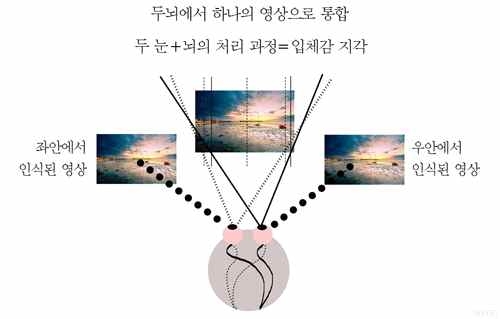 두뇌에서 하나의 영상으로 통합
두 눈+뇌의 처리 과정=입체감 지각
좌안에서
인식된 영상
우안에서
인식된 영상